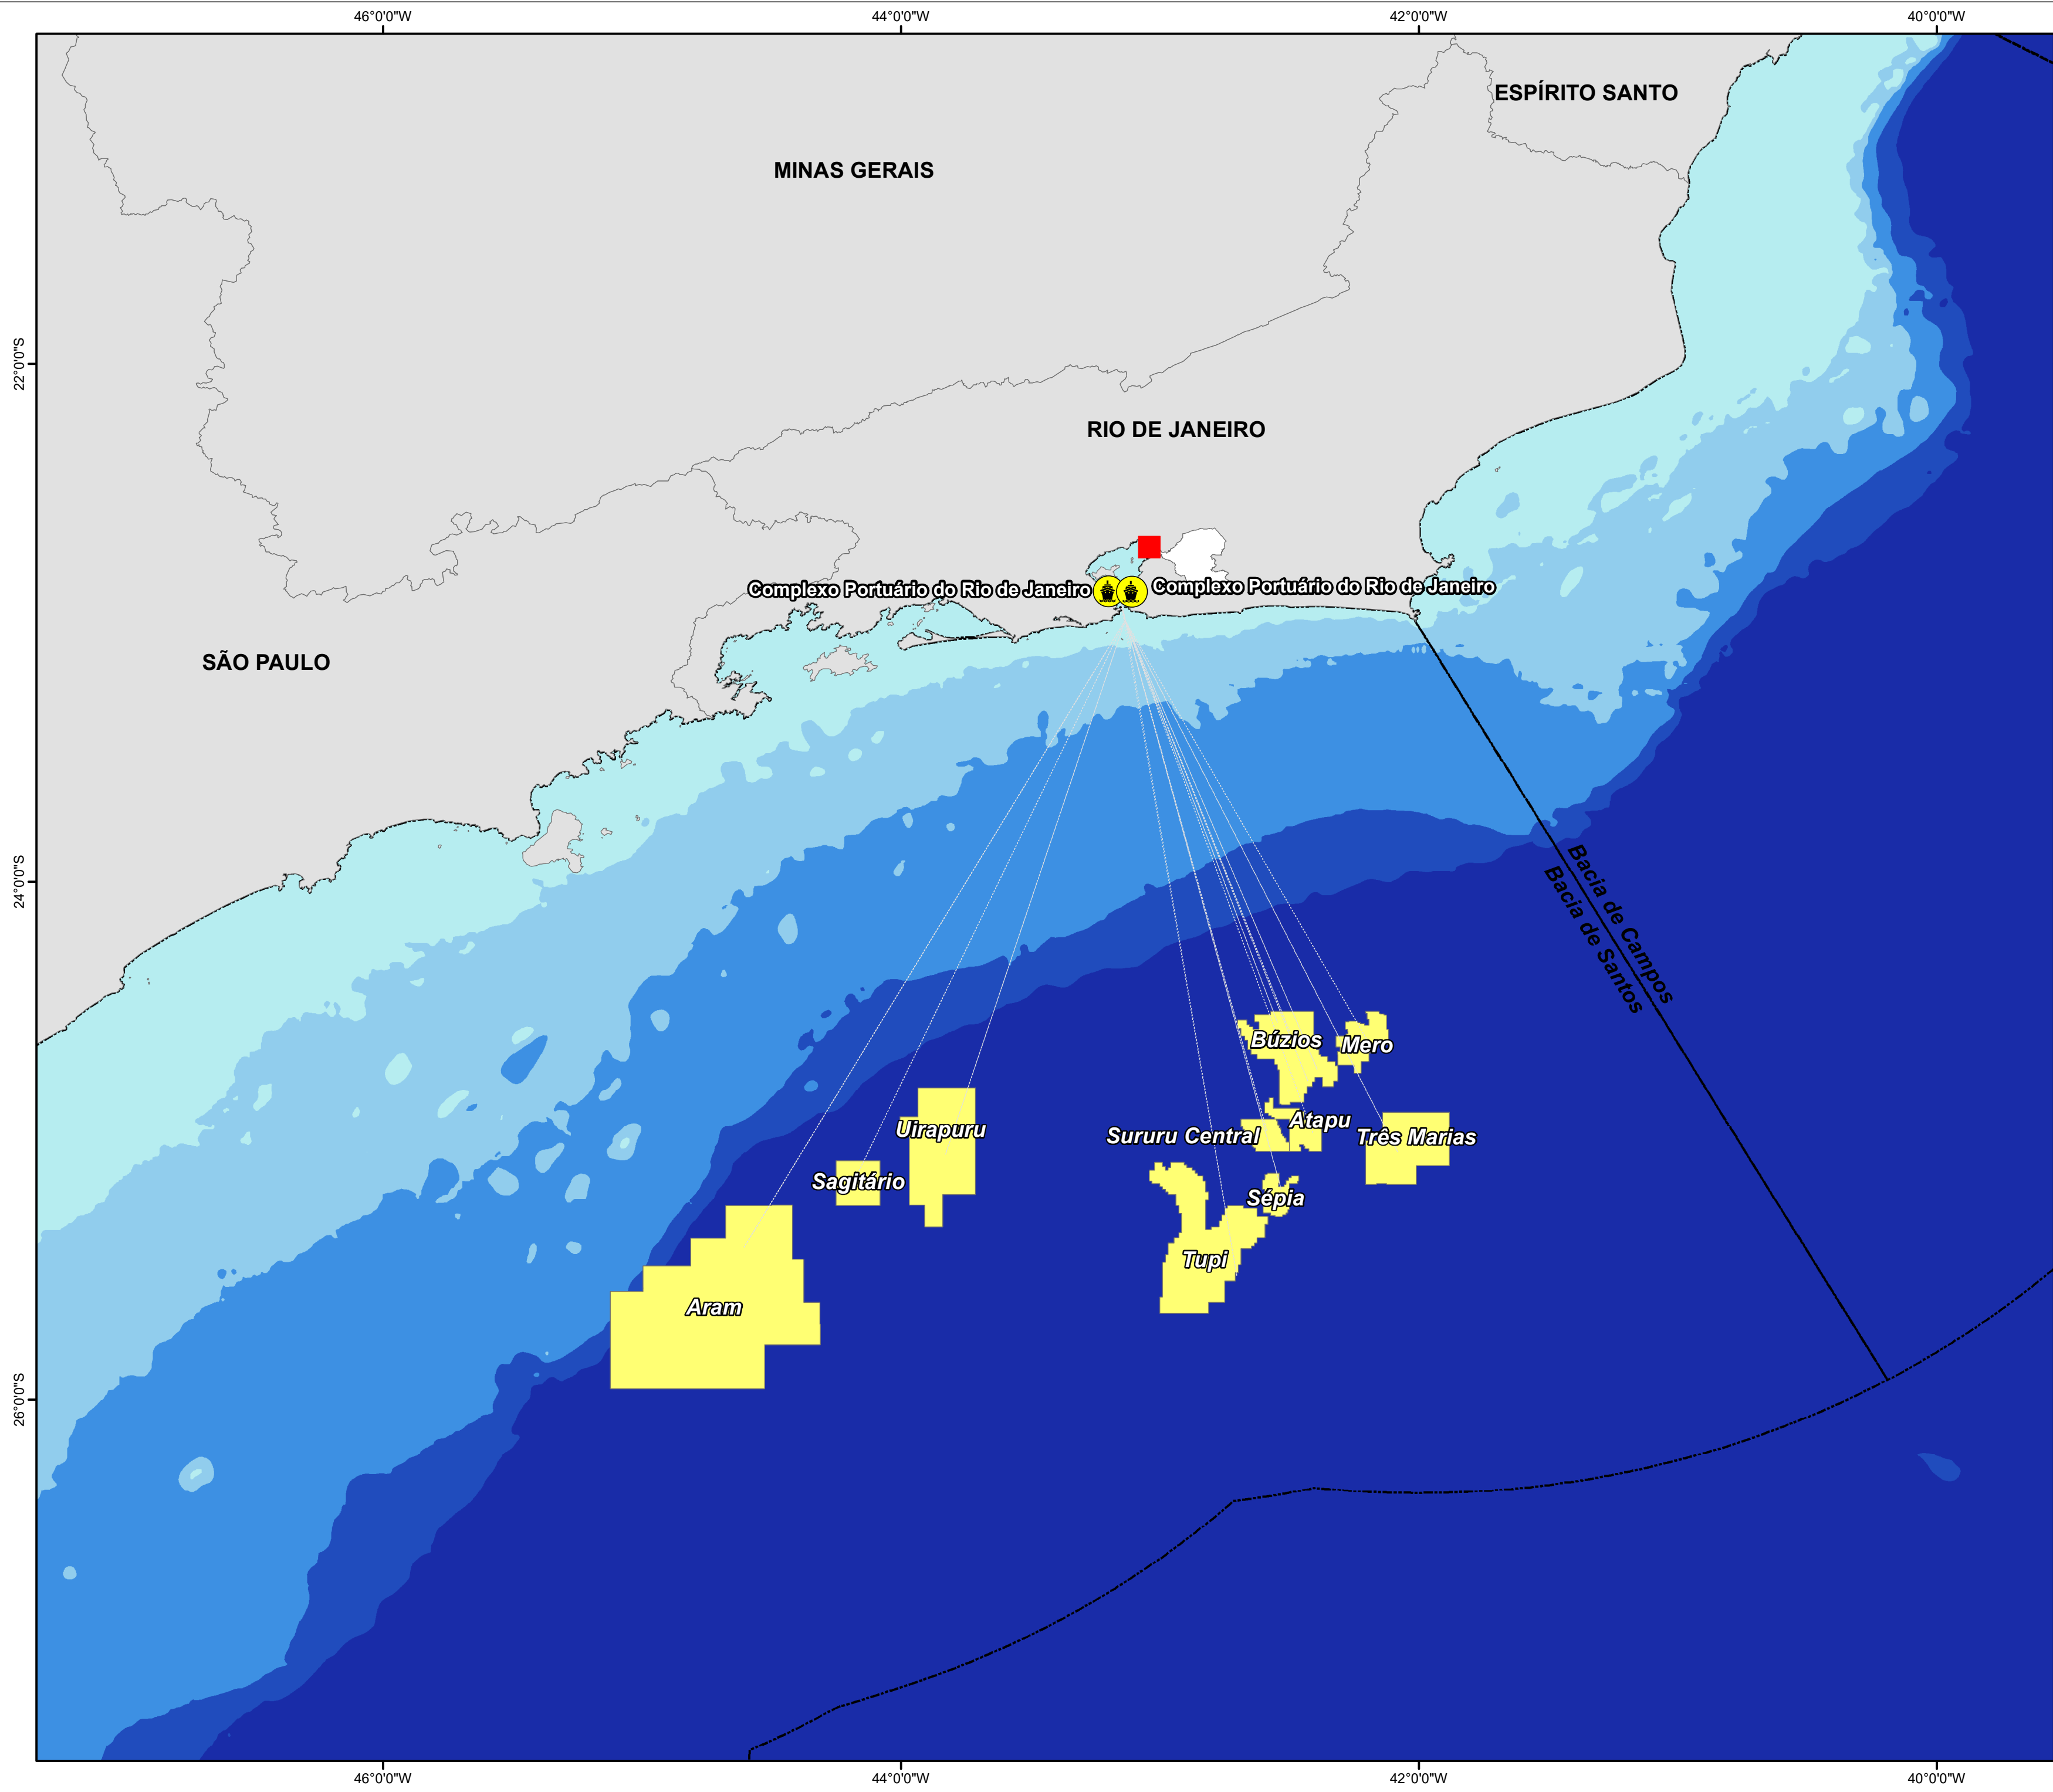 46°0'0"W
44°0'0"W
42°0'0"W
40°0'0"W
ESPÍRITO SANTO
MINAS GERAIS
22°0'0"S
RIO DE JANEIRO
Complexo Portuário do Rio de Janeiro
Complexo Portuário do Rio de Janeiro
SÃO PAULO
24°0'0"S
Bacia de Campos
Bacia de Santos
Búzios
Mero
Atapu
Uirapuru
Sururu Central
Três Marias
Sagitário
Sépia
Tupi
Aram
26°0'0"S
46°0'0"W
44°0'0"W
42°0'0"W
40°0'0"W